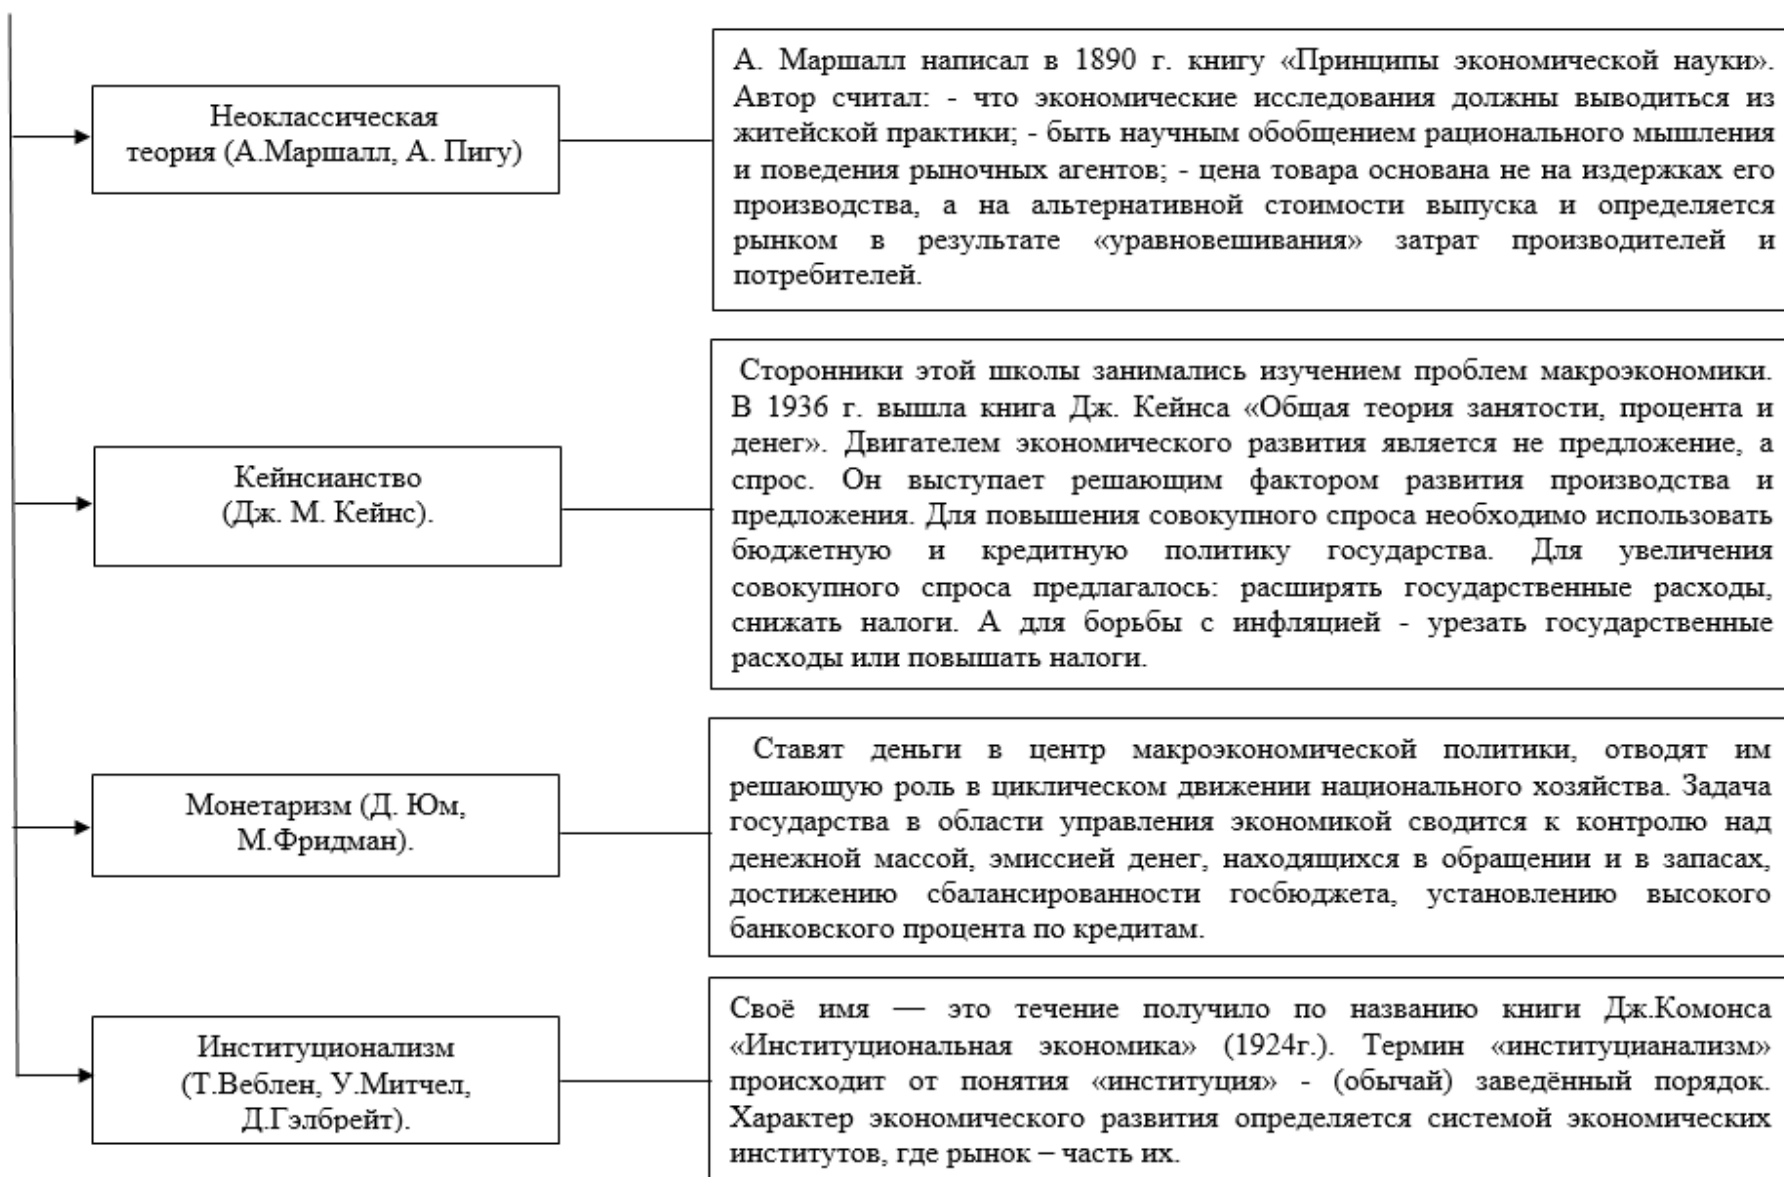 Неоклассическая
теория (А.Маршалл, А. Пигу)
А. Маршалл написал в 1890 г. книгу «Принципы экономической науки».
Автор считал: - что экономические исследования должны выводиться из
житейской практики; - быть научным обобщением рационального мышления
и поведения рыночных агентов; - цена товара основана не на издержках его
производства, а на альтернативной стоимости выпуска и определяется
рынком в результате «уравновешивания» затрат производителей и
потребителей.
Кейнсианство
(Дж. М. Кейнс).
Сторонники этой школы занимались изучением проблем макроэкономики.
В 1936 г. вышла книга Дж. Кейнса «Общая теория занятости, процента и
денег». Двигателем экономического развития является не предложение, а
спрос. Он выступает решающим фактором развития производства и
предложения. Для повышения совокупного спроса необходимо использовать
бюджетную и кредитную политику государства. Для увеличения
совокупного спроса предлагалось: расширять государственные расходы,
снижать налоги. А для борьбы с инфляцией - урезать государственные
расходы или повышать налоги.
Монетаризм (Д. Юм,
М.Фридман).
Ставят деньги в центр макроэкономической политики, отводят им
решающую роль в циклическом движении национального хозяйства. Задача
государства в области управления экономикой сводится к контролю над
денежной массой, эмиссией денег, находящихся в обращении и в запасах,
достижению сбалансированности госбюджета, установлению высокого
банковского процента по кредитам.
Институционализм
(Т.Веблен, У.Митчел,
Д.Гэлбрейт).
Своё имя — это течение получило по названию книги Дж.Комонса
«Институциональная экономика» (1924г.). Термин «институцианализм»
происходит от понятия «институция» - (обычай) заведённый порядок.
Характер экономического развития определяется системой экономических
институтов, где рынок – часть их.